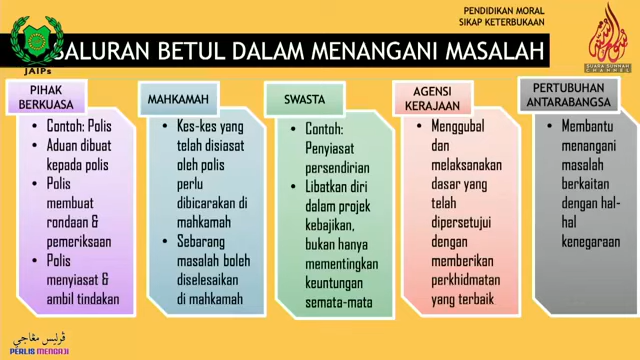 PENDIDIKAN MORAL
SIKAP KETERBUKAAN
SALURAN BETUL DALAM MENANGANI MASALAH
JAIPs
SUARA SUNNAH
CHANNEL
PIHAK
BERKUASA
• Contoh: Polis
• Aduan dibuat
kepada polis
• Polis
membuat
rondaan &
pemeriksaan
• Polis
menyiasat &
ambil tindakan
MAHKAMAH
• Kes-kes yang
telah disiasat
oleh polis
perlu
dibicarakan di
mahkamah
• Sebarang
masalah boleh
diselesaikan
di mahkamah
SWASTA
• Contoh:
Penyiasat
persendirian
• Libatkan diri
dalam projek
kebajikan,
bukan hanya
mementingkan
keuntungan
semata-mata
AGENSI
KERAJAAN
• Menggubal
dan
melaksanakan
dasar yang
telah
dipersetujui
dengan
memberikan
perkhidmatan
yang terbaik
PERTUBUHAN
ANTARABANGSA
• Membantu
menangani
masalah
berkaitan
dengan hal-
hal
kenegaraan
ڤرليس مڠاجي
PERLIS MENGAJI